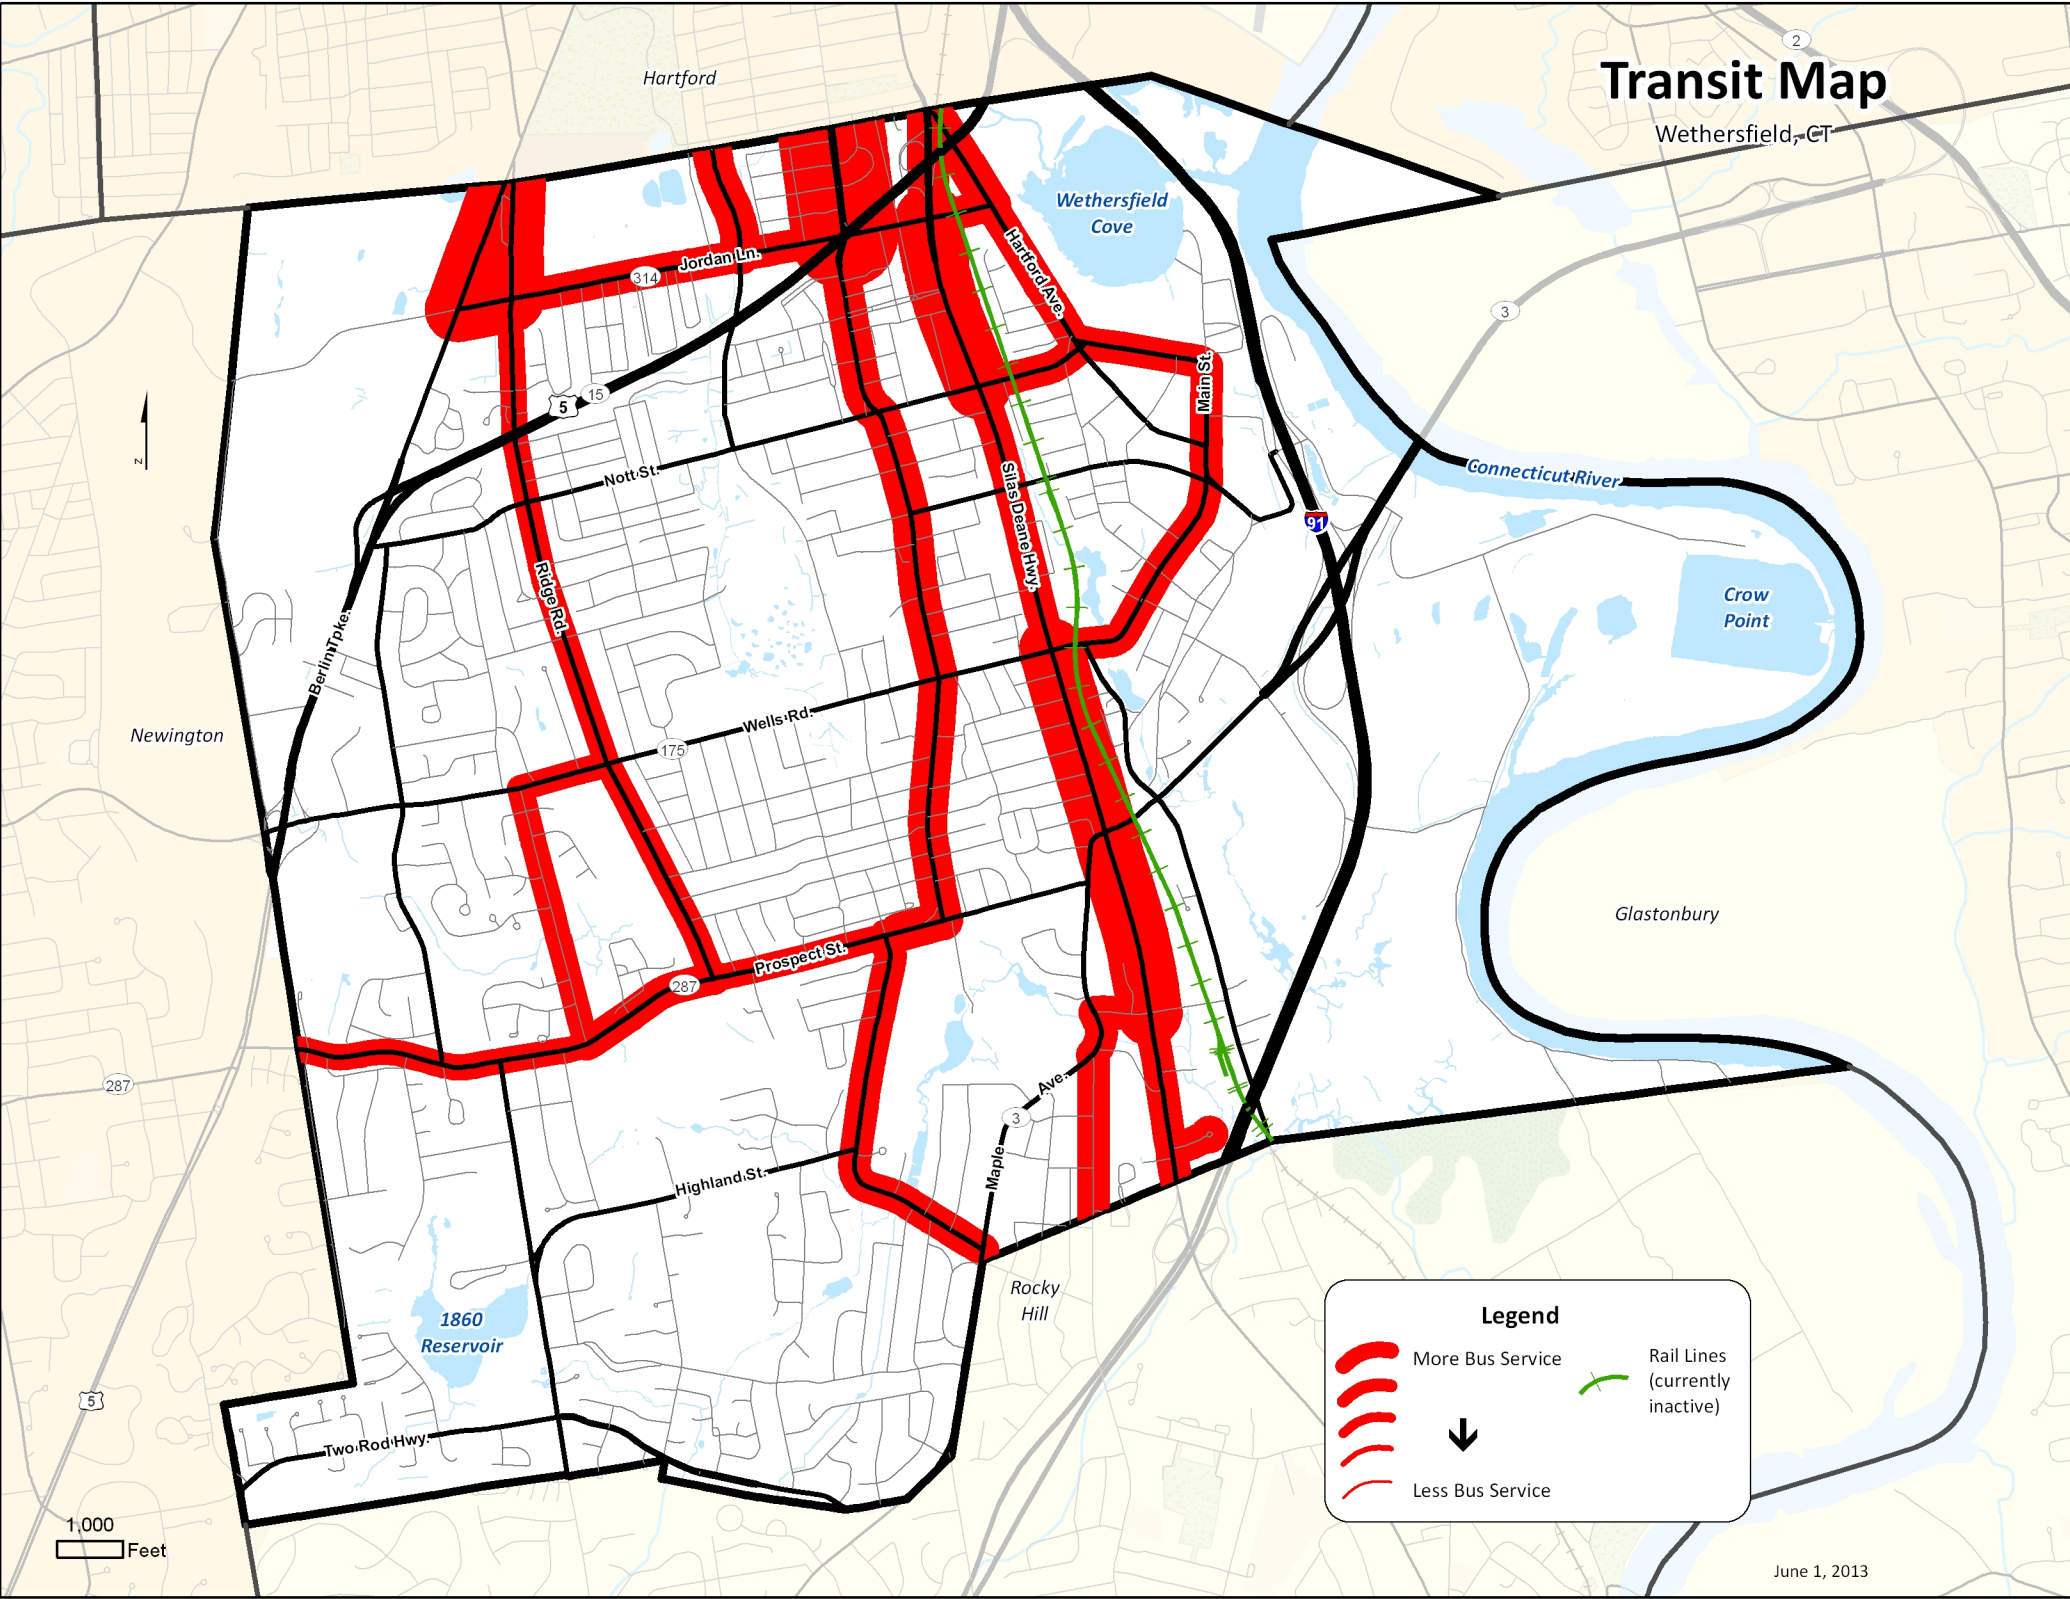 2
Transit Map
Wethersfield, CT
Hartford
Wethersfield
Cove
Hartford Ave.
Jordan Ln.
314
3
Main St.
5
15
N
Nott St.
Silas Deane Hwy.
Connecticut River
91
Ridge Rd.
Crow
Point
Berlin Tpke.
Newington
Wells Rd.
175
Glastonbury
Prospect St.
287
287
Maple
Ave.
3
Highland St.
Rocky
Hill
1860
Reservoir
5
Two Rod Hwy.
Legend
More Bus Service
Less Bus Service
Rail Lines
(currently
inactive)
1,000
Feet
June 1, 2013